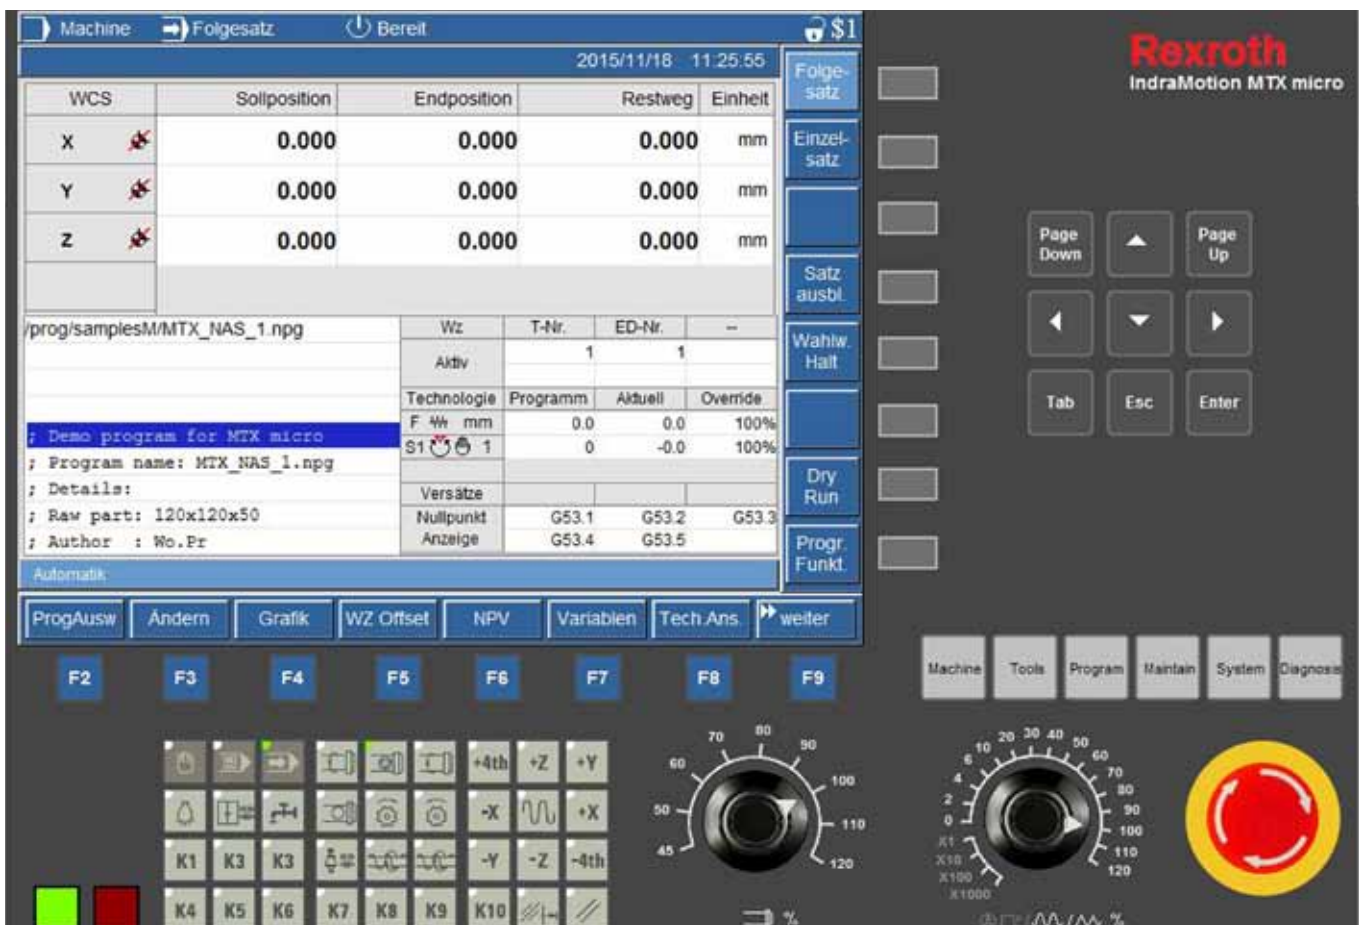 Machine Folgesatz Bereit $1
2015/11/18 11:25:55
WCS Sollposition Endposition Restweg Einheit
X 0.000 0.000 0.000 mm
Y 0.000 0.000 0.000 mm
Z 0.000 0.000 0.000 mm
/prog/samplesM/MTX_NAS_1.npg
; Demo program for MTX micro
; Program name: MTX_NAS_1.npg
; Details:
; Raw part: 120x120x50
; Author : Wo.Pr
Wz T-Nr. ED-Nr. --
Aktiv 1 1
Technologie Programm Aktuell Override
F mm 0.0 0.0 100%
S1 1 0 -0.0 100%
Versätze
Nullpunkt G53.1 G53.2 G53.3
Anzeige G53.4 G53.5
Automatik
Folge-
satz
Einzel-
satz
Satz
ausbl.
Wahlw.
Halt
Dry
Run
Progr.
Funkt.
ProgAusw Ändern Grafik WZ Offset NPV Variablen Tech.Ans. weiter
F2 F3 F4 F5 F6 F7 F8 F9
Rexroth
IndraMotion MTX micro
Page
Down
Page
Up
Tab Esc Enter
Machine Tools Program Maintain System Diagnosis
+4th +Z +Y
-X +X
K1 K3 K3 -Y -Z -4th
K4 K5 K6 K7 K8 K9 K10
45 50 60 70 80 90 100 110 120
%
X1000 X100 X10 X1 0 2 4 10 20 30 40 50 60 70 80 90 100 110 120
%